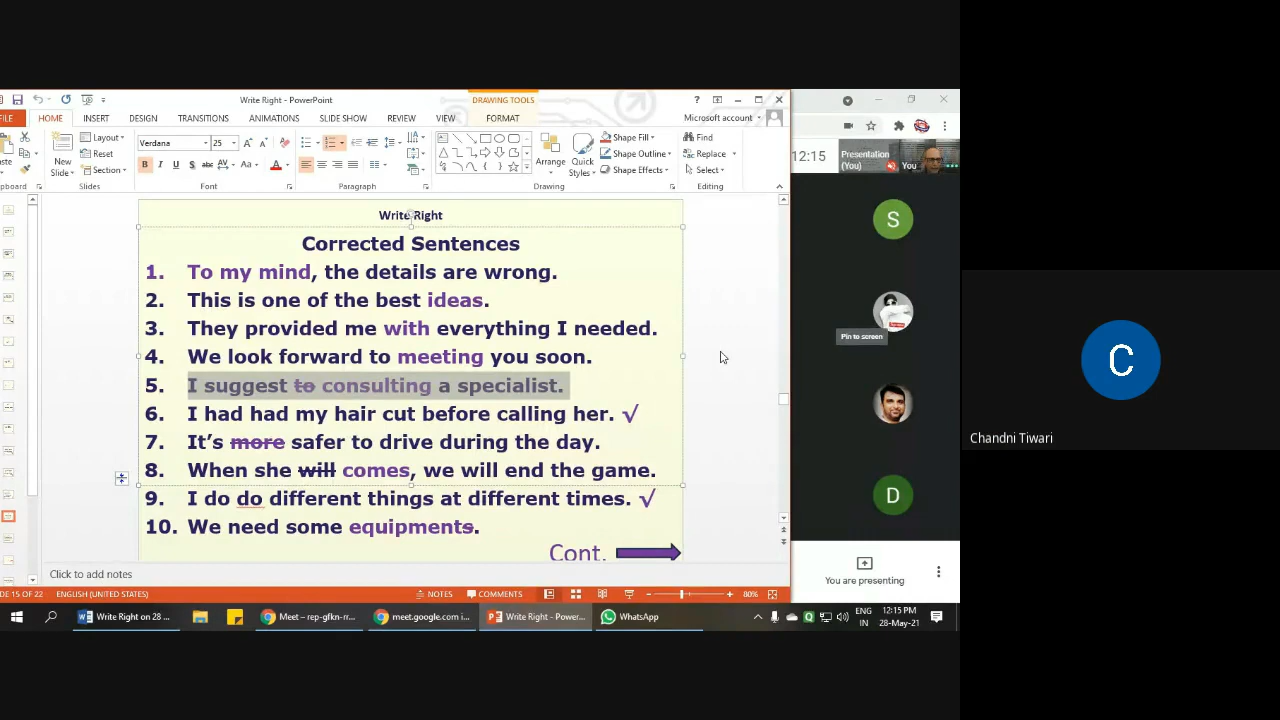 Write Right - PowerPoint
DRAWING TOOLS
FILE HOME INSERT DESIGN TRANSITIONS ANIMATIONS SLIDE SHOW REVIEW VIEW FORMAT
Microsoft account
New Slide
Layout
Reset
Section
Verdana 25
Arrange
Quick Styles
Shape Fill
Shape Outline
Shape Effects
Find
Replace
Select
Slides Font Paragraph Drawing Editing
Write Right
Corrected Sentences
1. To my mind, the details are wrong.
2. This is one of the best ideas.
3. They provided me with everything I needed.
4. We look forward to meeting you soon.
5. I suggest to consulting a specialist.
6. I had had my hair cut before calling her. √
7. It's more safer to drive during the day.
8. When she will comes, we will end the game.
9. I do do different things at different times. √
10. We need some equipments.
Cont.
Click to add notes
DE 15 OF 22 ENGLISH (UNITED STATES) NOTES COMMENTS 80%
Write Right on 28 ...
Meet – rep-gfkn-rr...
meet.google.com i...
Write Right - Powe...
WhatsApp
ENG
IN
12:15 PM
28-May-21
12:15
Presentation (You)
You
S
Pin to screen
D
You are presenting
C
Chandni Tiwari